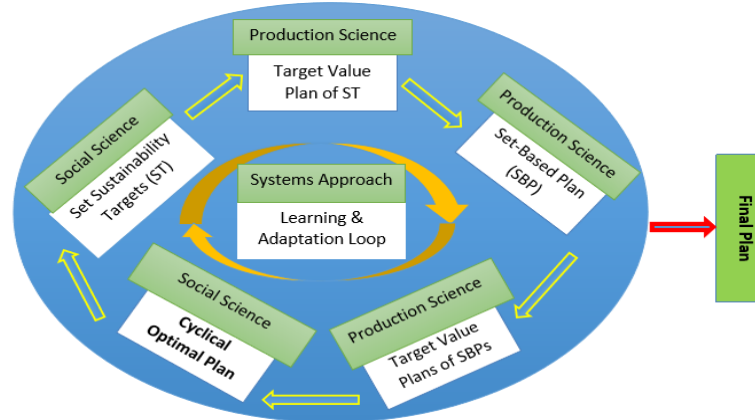 Production Science
Target Value
Plan of ST
Production Science
Set-Based Plan
(SBP)
Production Science
Target Value
Plans of SBPs
Social Science
Cyclical
Optimal Plan
Social Science
Set Sustainability
Targets (ST)
Systems Approach
Learning &
Adaptation Loop
Final Plan